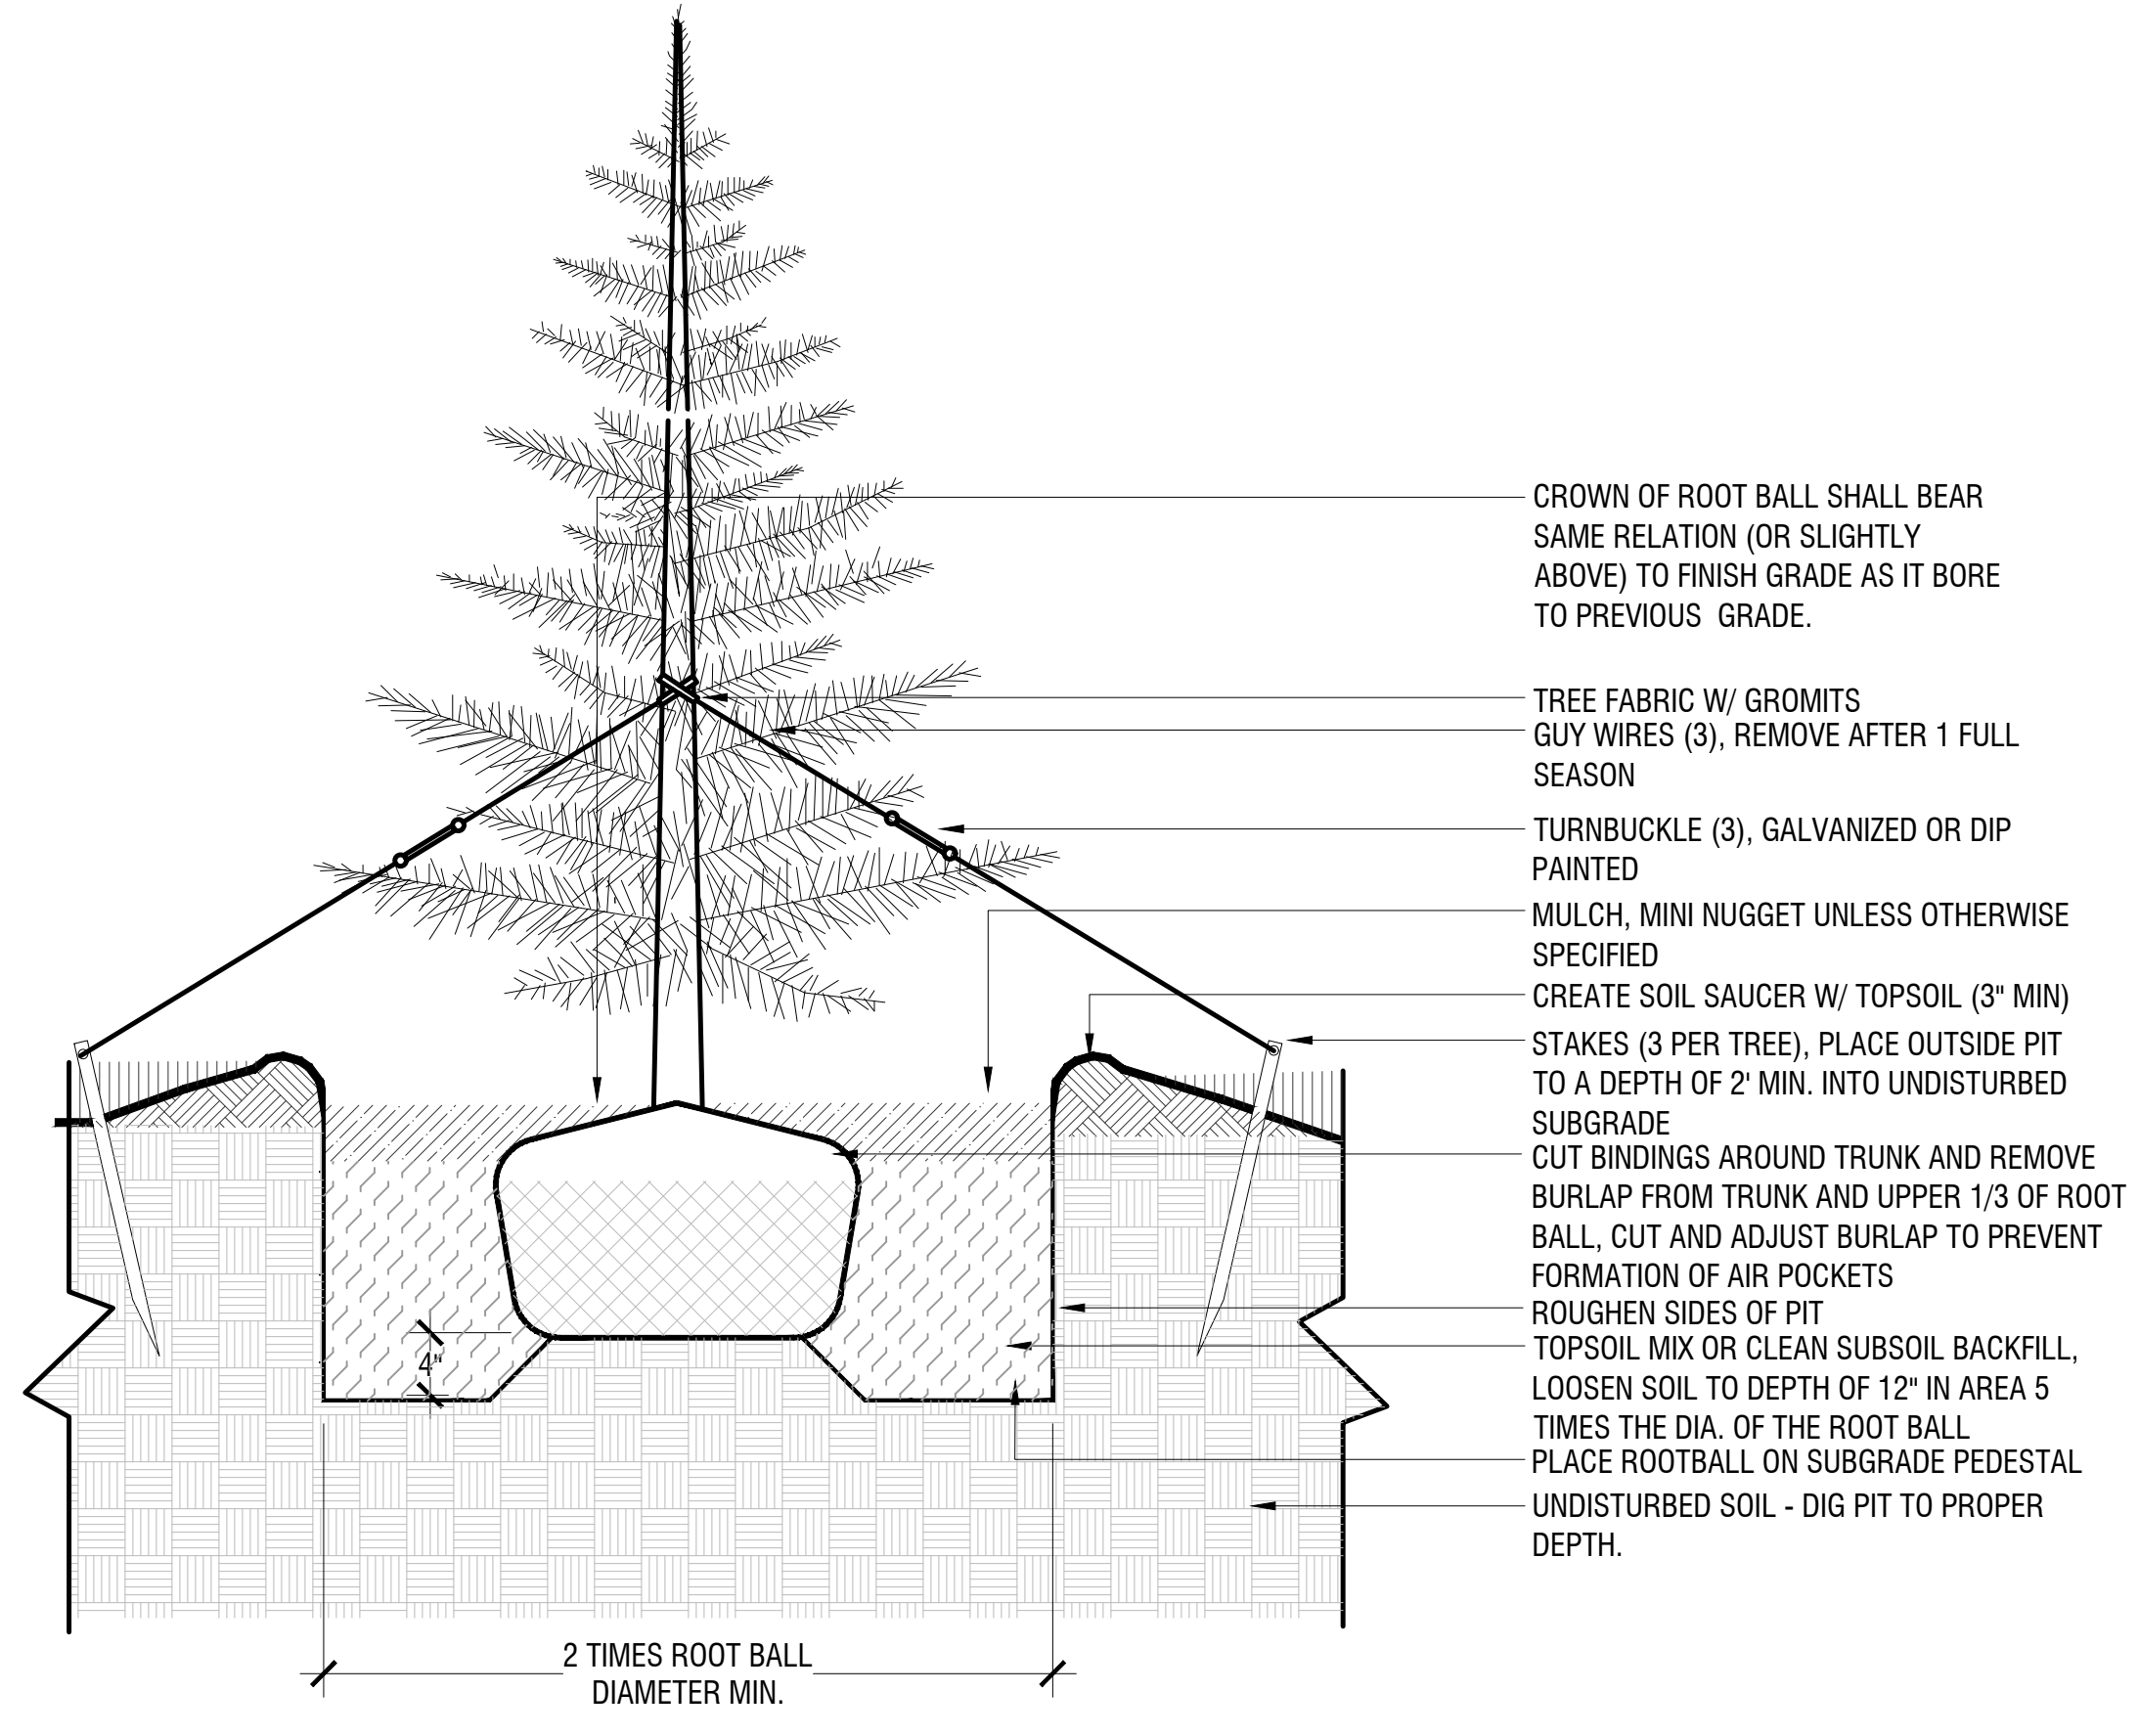 CROWN OF ROOT BALL SHALL BEAR
SAME RELATION (OR SLIGHTLY
ABOVE) TO FINISH GRADE AS IT BORE
TO PREVIOUS  GRADE.
TREE FABRIC W/ GROMITS
GUY WIRES (3), REMOVE AFTER 1 FULL
SEASON
TURNBUCKLE (3), GALVANIZED OR DIP
PAINTED
MULCH, MINI NUGGET UNLESS OTHERWISE
SPECIFIED
CREATE SOIL SAUCER W/ TOPSOIL (3" MIN)
STAKES (3 PER TREE), PLACE OUTSIDE PIT
TO A DEPTH OF 2' MIN. INTO UNDISTURBED
SUBGRADE
CUT BINDINGS AROUND TRUNK AND REMOVE
BURLAP FROM TRUNK AND UPPER 1/3 OF ROOT
BALL, CUT AND ADJUST BURLAP TO PREVENT
FORMATION OF AIR POCKETS
ROUGHEN SIDES OF PIT
TOPSOIL MIX OR CLEAN SUBSOIL BACKFILL,
LOOSEN SOIL TO DEPTH OF 12" IN AREA 5
TIMES THE DIA. OF THE ROOT BALL
PLACE ROOTBALL ON SUBGRADE PEDESTAL
UNDISTURBED SOIL - DIG PIT TO PROPER
DEPTH.
4"
2 TIMES ROOT BALL
DIAMETER MIN.